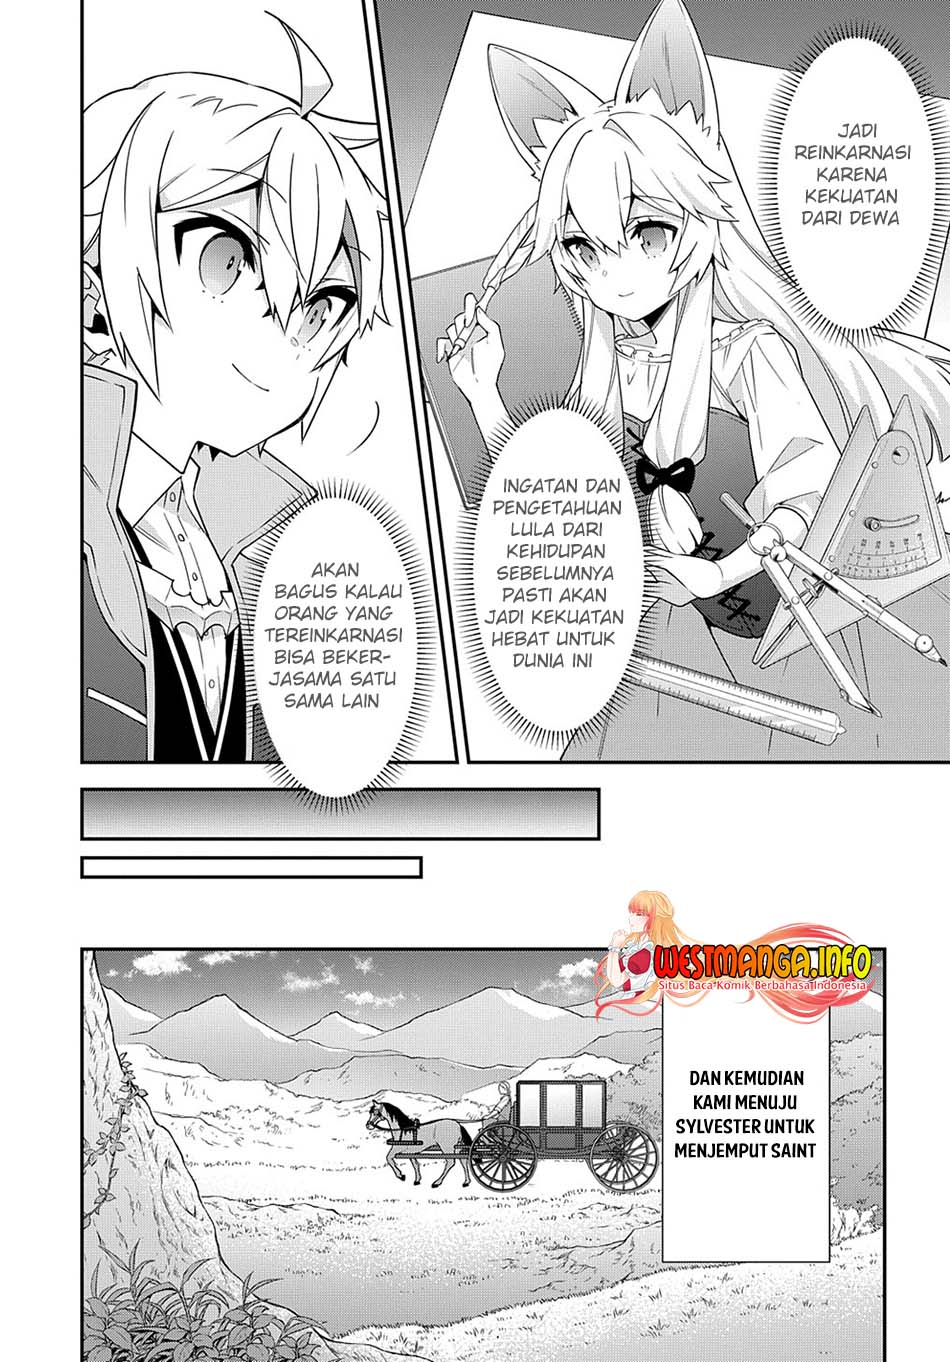 JADI
REINKARNASI
KARENA
KEKUATAN
DARI DEWA
INGATAN DAN
PENGETAHUAN
LULA DARI
KEHIDUPAN
SEBELUMNYA
PASTI AKAN
JADI KEKUATAN
HEBAT UNTUK
DUNIA INI
AKAN
BAGUS KALAU
ORANG YANG
TEREINKARNASI
BISA BEKER-
JASAMA SATU
SAMA LAIN
WESTMANGA.INFO
Situs Baca Komik Berbahasa Indonesia
DAN KEMUDIAN
KAMI MENUJU
SYLVESTER UNTUK
MENJEMPUT SAINT